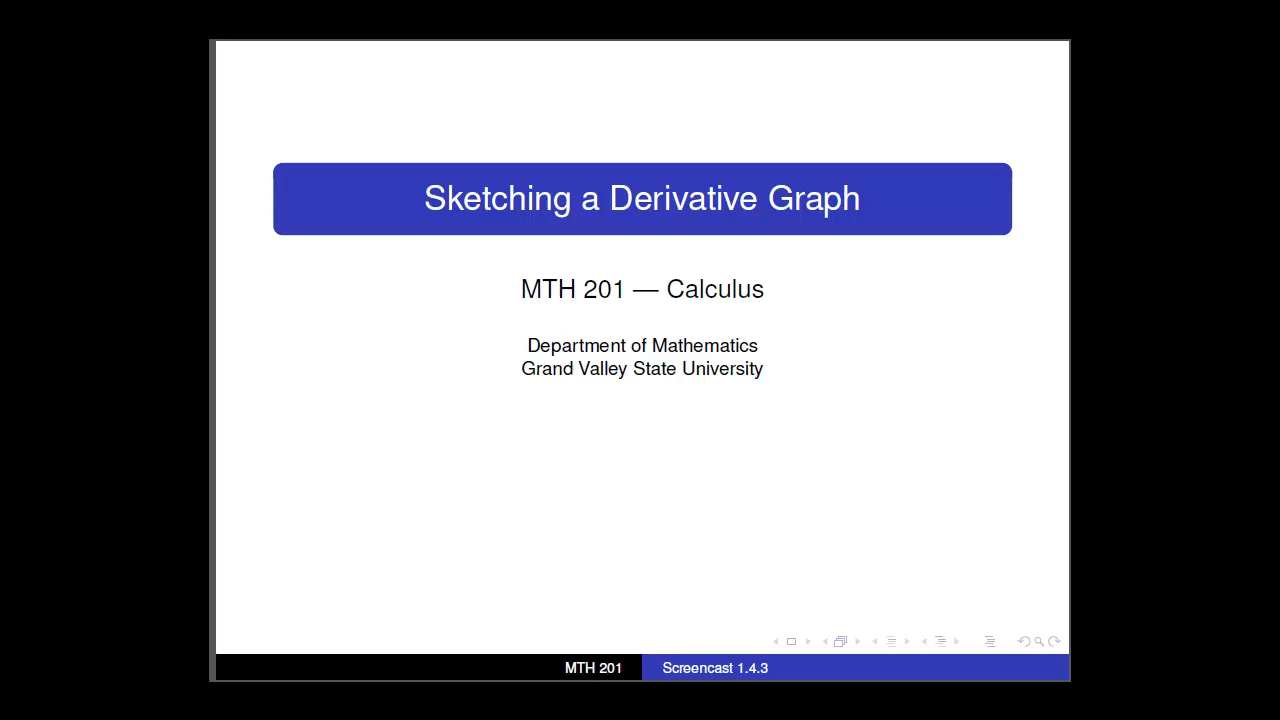 Sketching a Derivative Graph
MTH 201 — Calculus
Department of Mathematics
Grand Valley State University
MTH 201
Screencast 1.4.3